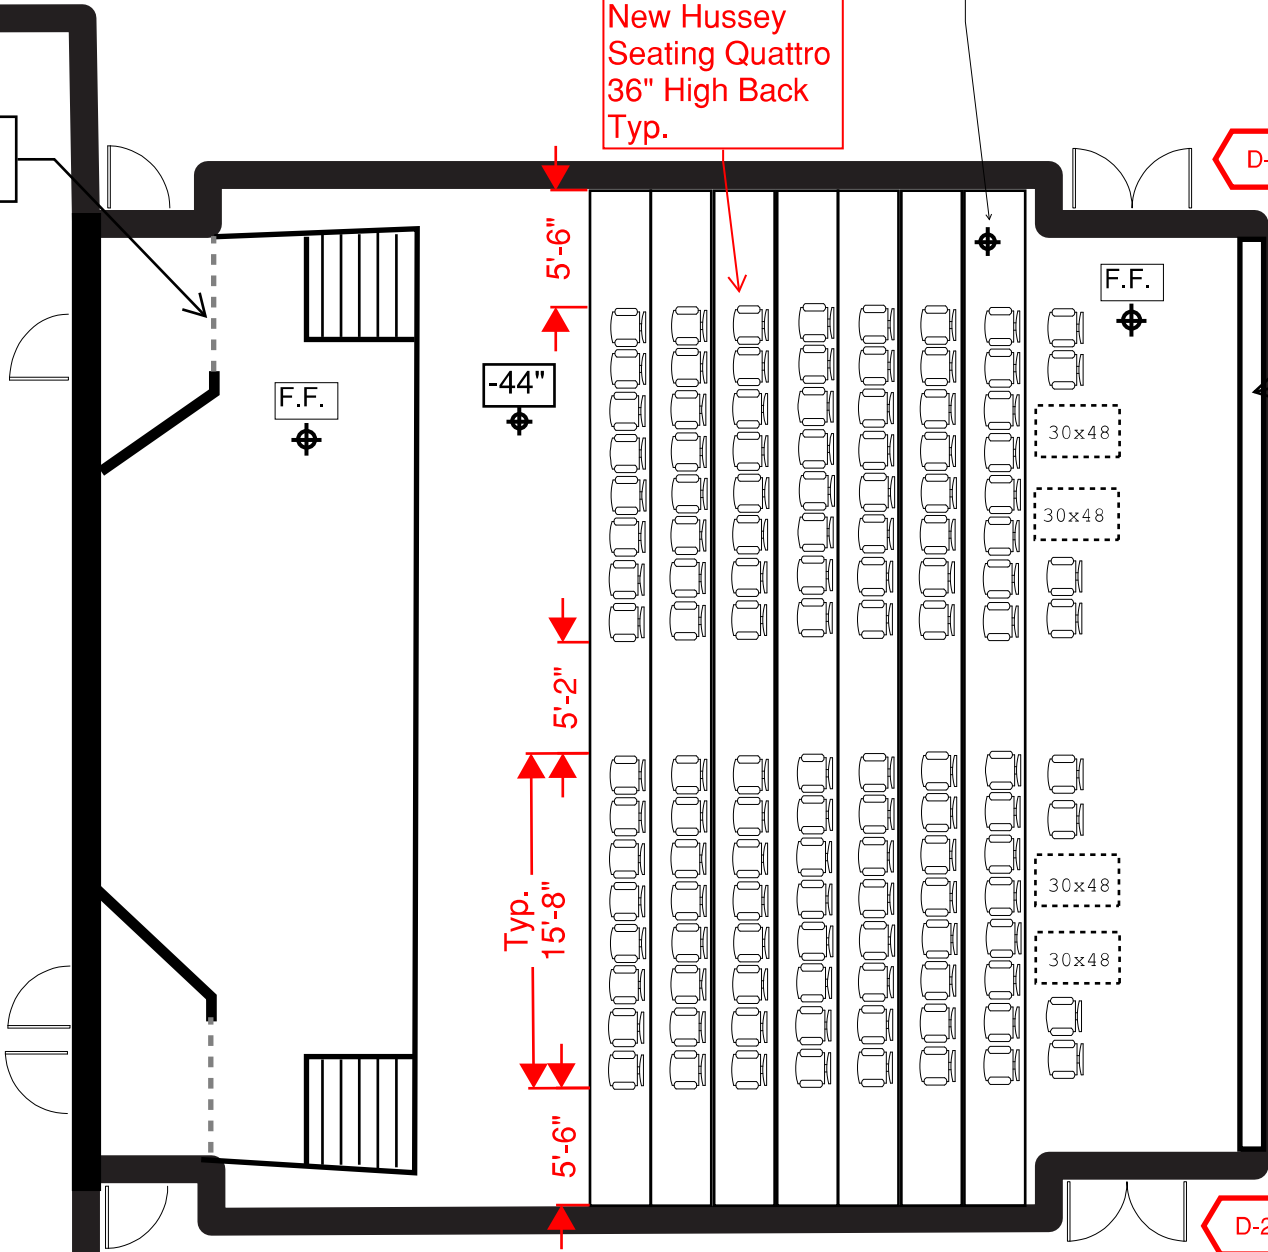 New Hussey
Seating Quattro
36" High Back
Typ.
D-
5'-6"
F.F.
-44"
F.F.
30x48
30x48
5'-2"
Typ.
15'-8"
30x48
30x48
5'-6"
D-2